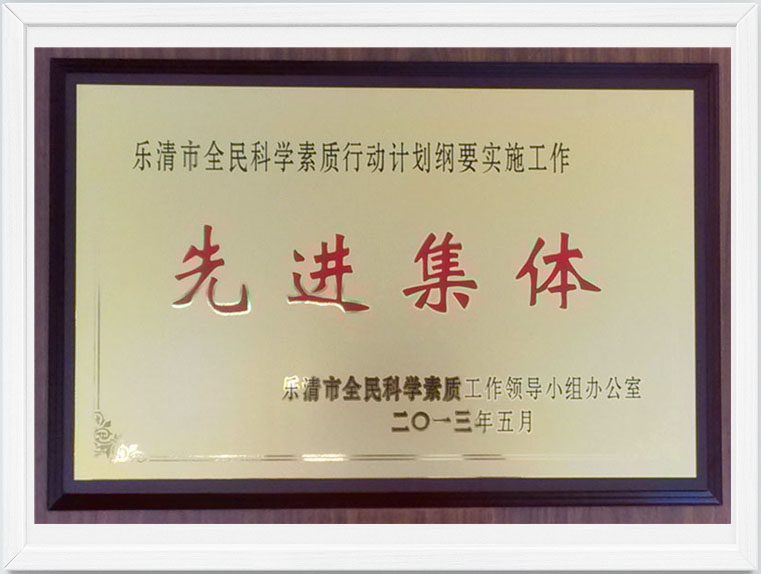 乐清市全民科学素质行动计划纲要实施工作
先进集体
乐清市全民科学素质工作领导小组办公室
二〇一三年五月